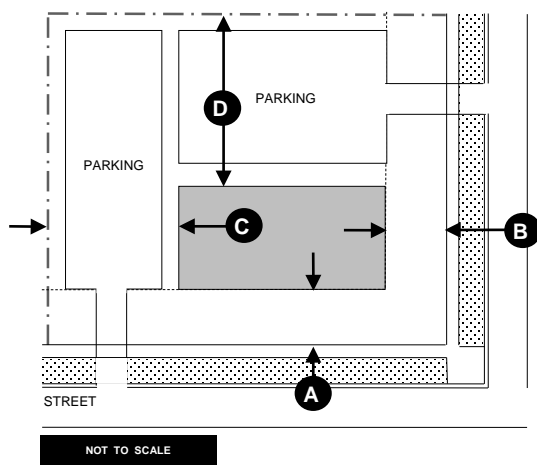 D
PARKING
PARKING
C
B
A
STREET
NOT TO SCALE